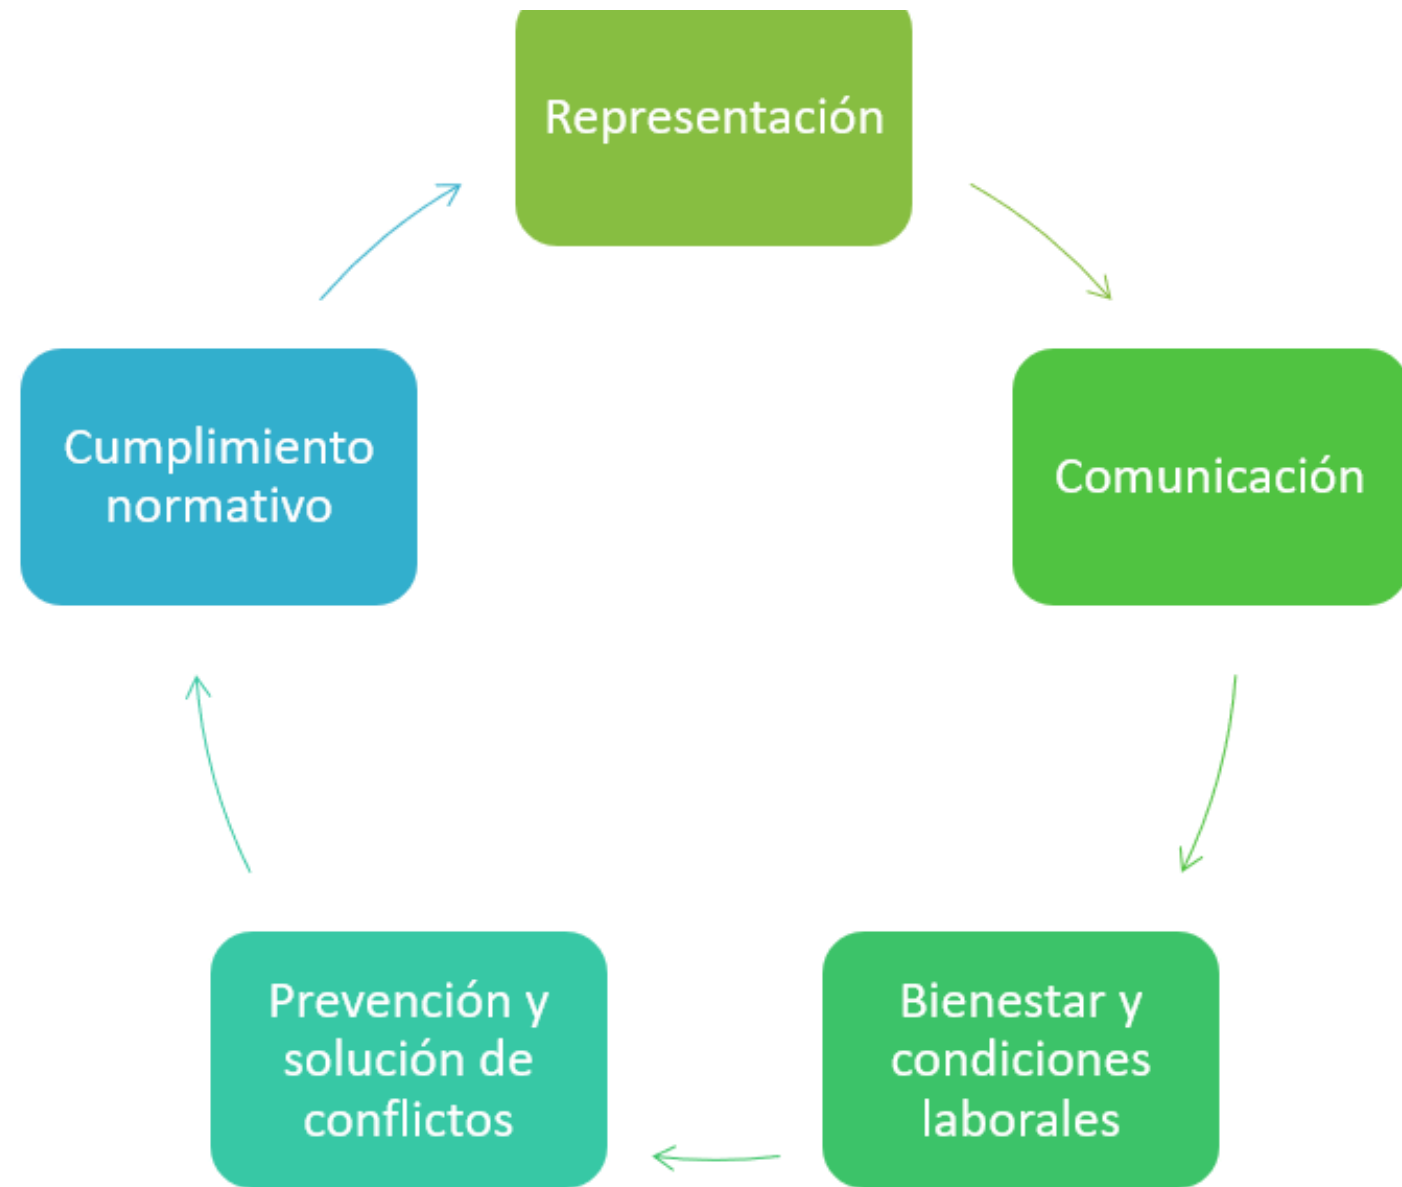 Representación
Comunicación
Bienestar y
condiciones
laborales
Prevención y
solución de
conflictos
Cumplimiento
normativo